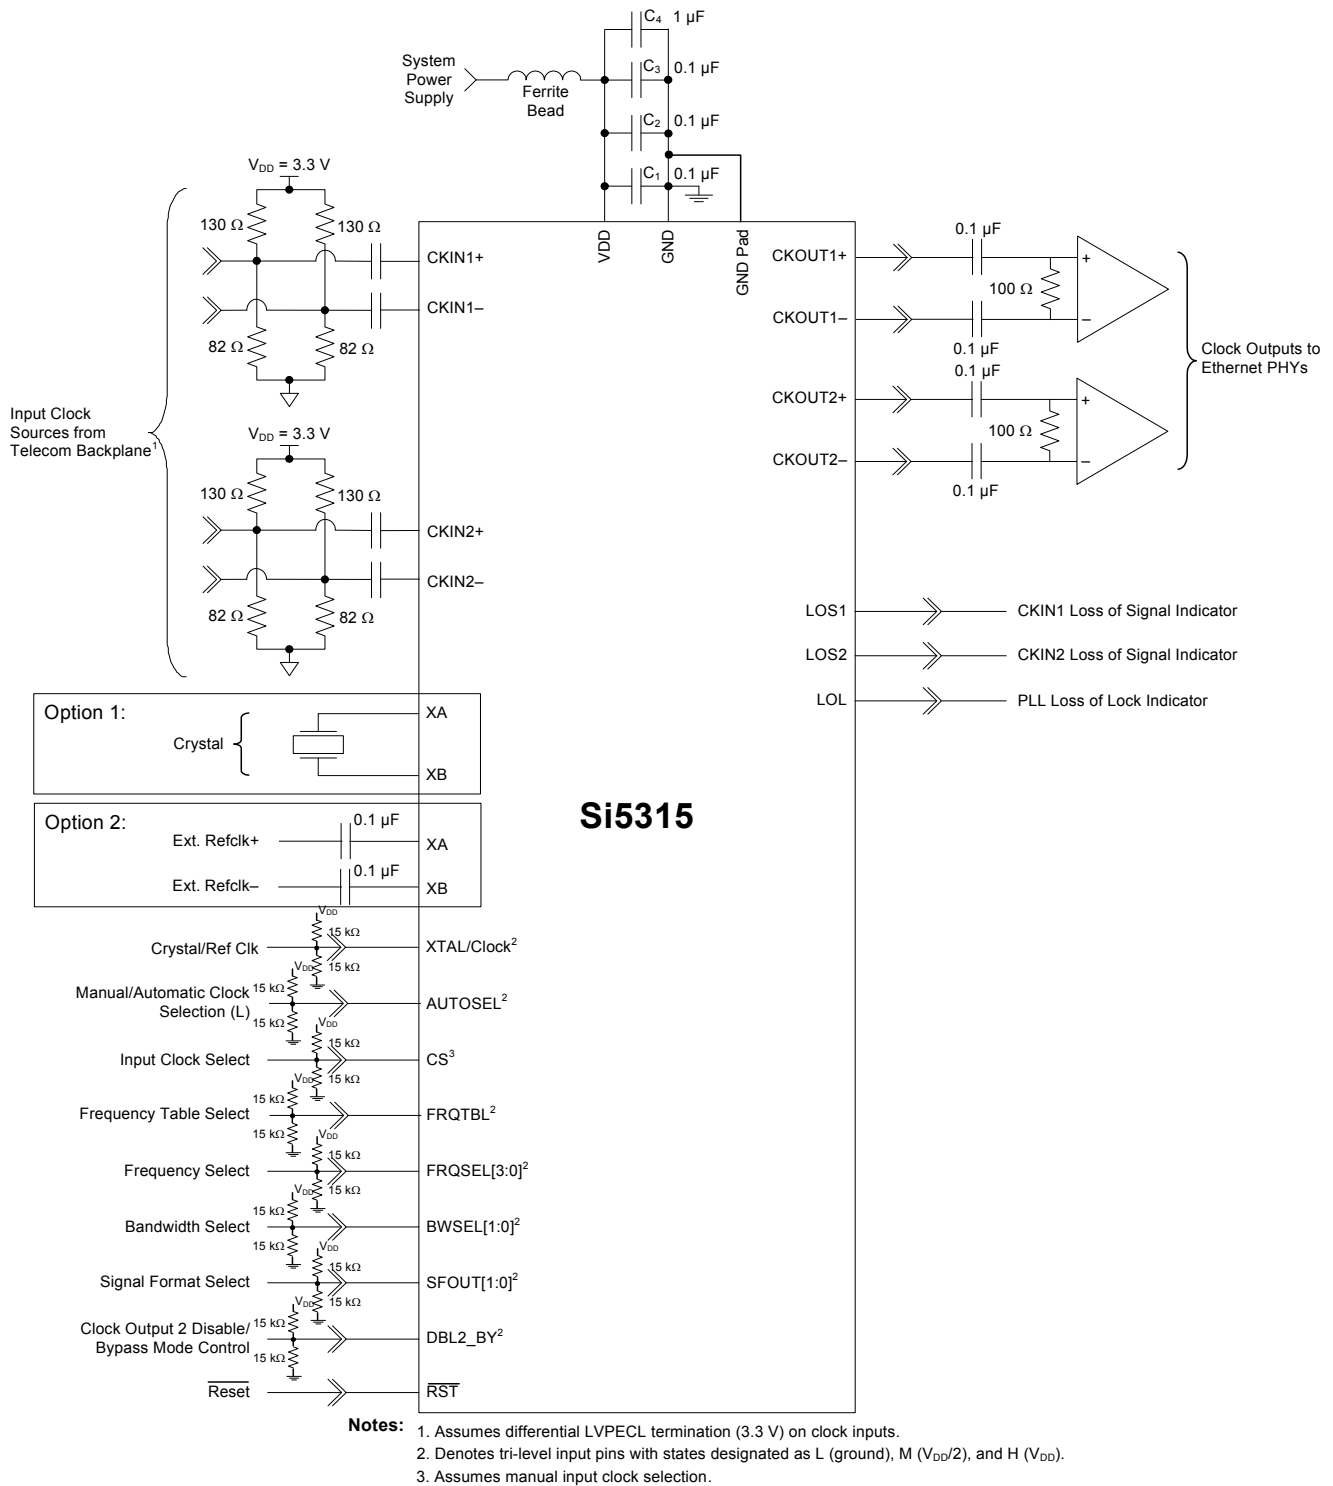 C4 1 µF
System
Power
Supply
Ferrite
Bead
C3 0.1 µF
C2 0.1 µF
C1 0.1 µF
VDD
GND
GND Pad
VDD = 3.3 V
130 Ω
130 Ω
CKIN1+
CKIN1–
82 Ω
82 Ω
Input Clock
Sources from
Telecom Backplane1
VDD = 3.3 V
130 Ω
130 Ω
CKIN2+
CKIN2–
82 Ω
82 Ω
CKOUT1+
0.1 µF
+
100 Ω
CKOUT1–
–
0.1 µF
0.1 µF
CKOUT2+
+
100 Ω
CKOUT2–
–
0.1 µF
Clock Outputs to
Ethernet PHYs
LOS1
CKIN1 Loss of Signal Indicator
LOS2
CKIN2 Loss of Signal Indicator
LOL
PLL Loss of Lock Indicator
Option 1:
Crystal
XA
XB
Si5315
Option 2:
Ext. Refclk+
0.1 µF
XA
Ext. Refclk–
0.1 µF
XB
VDD
15 kΩ
Crystal/Ref Clk
XTAL/Clock2
15 kΩ
VDD
15 kΩ
Manual/Automatic Clock
Selection (L)
AUTOSEL2
15 kΩ
VDD
15 kΩ
Input Clock Select
CS3
15 kΩ
VDD
15 kΩ
Frequency Table Select
FRQTBL2
15 kΩ
VDD
15 kΩ
Frequency Select
FRQSEL[3:0]2
15 kΩ
VDD
15 kΩ
Bandwidth Select
BWSEL[1:0]2
15 kΩ
VDD
15 kΩ
Signal Format Select
SFOUT[1:0]2
15 kΩ
VDD
15 kΩ
Clock Output 2 Disable/
Bypass Mode Control
DBL2_BY2
15 kΩ
Reset
RST
Notes:
1. Assumes differential LVPECL termination (3.3 V) on clock inputs.
2. Denotes tri-level input pins with states designated as L (ground), M (VDD/2), and H (VDD).
3. Assumes manual input clock selection.